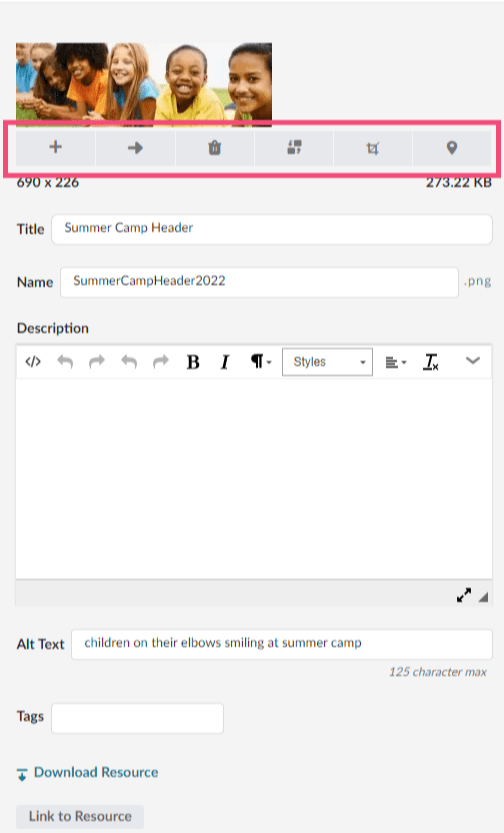 690 x 226 273.22 KB
Title Summer Camp Header
Name SummerCampHeader2022 .png
Description
</> B I ¶ Styles Tx
Alt Text children on their elbows smiling at summer camp
125 character max
Tags
Download Resource
Link to Resource